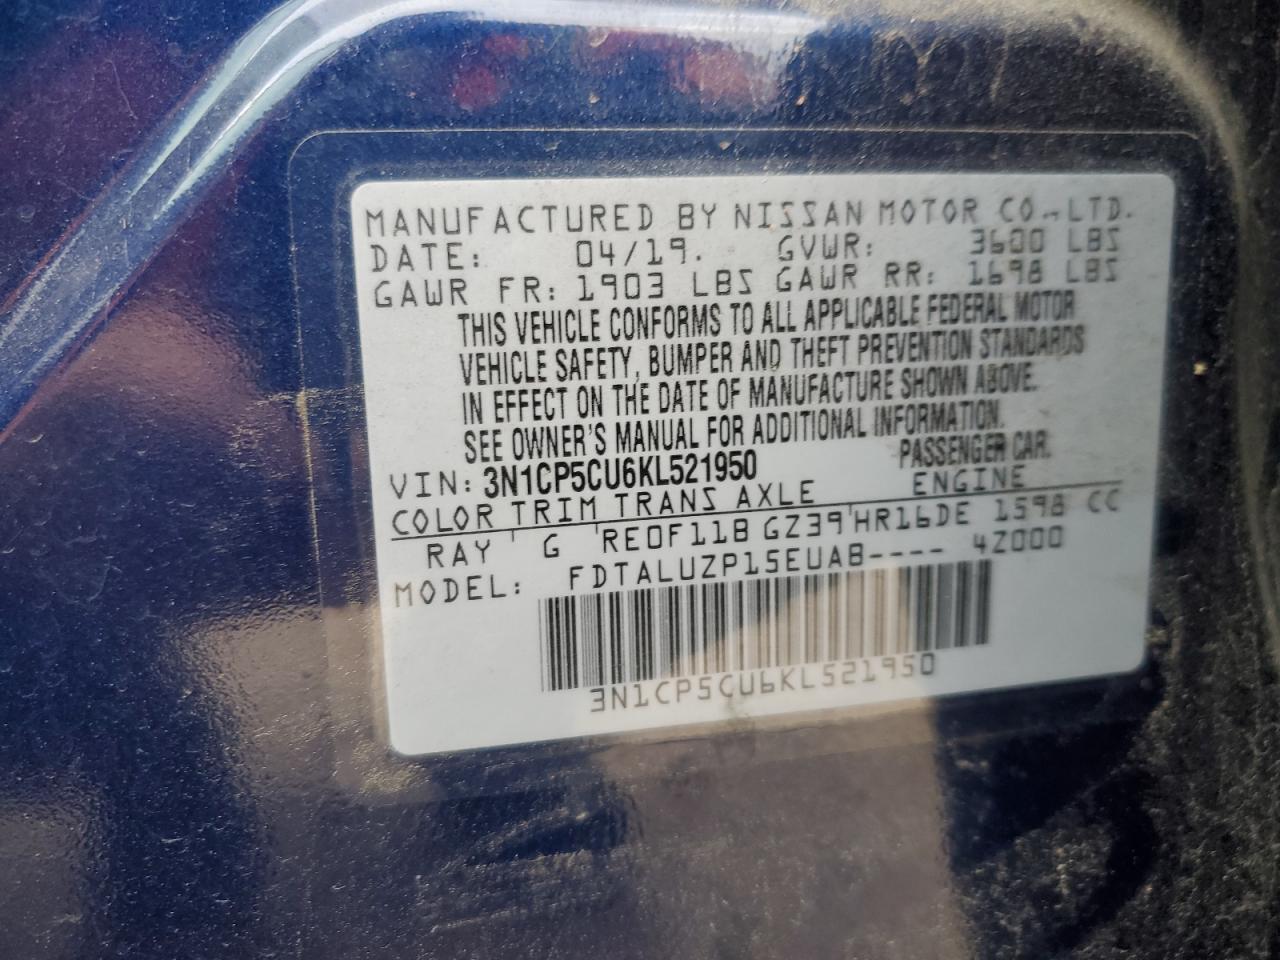 MANUFACTURED BY NISSAN MOTOR CO.,LTD.
DATE: 04/19. GVWR: 3600 LBS
GAWR FR: 1903 LBS GAWR RR: 1698 LBS
THIS VEHICLE CONFORMS TO ALL APPLICABLE FEDERAL MOTOR
VEHICLE SAFETY, BUMPER AND THEFT PREVENTION STANDARDS
IN EFFECT ON THE DATE OF MANUFACTURE SHOWN ABOVE.
SEE OWNER'S MANUAL FOR ADDITIONAL INFORMATION.
VIN: 3N1CP5CU6KL521950 PASSENGER CAR.
COLOR TRIM TRANS AXLE ENGINE
RAY G RE0F11B GZ39 HR16DE 1598 CC
MODEL: FDTALUZP15EUAB---- 4Z000
3N1CP5CU6KL521950